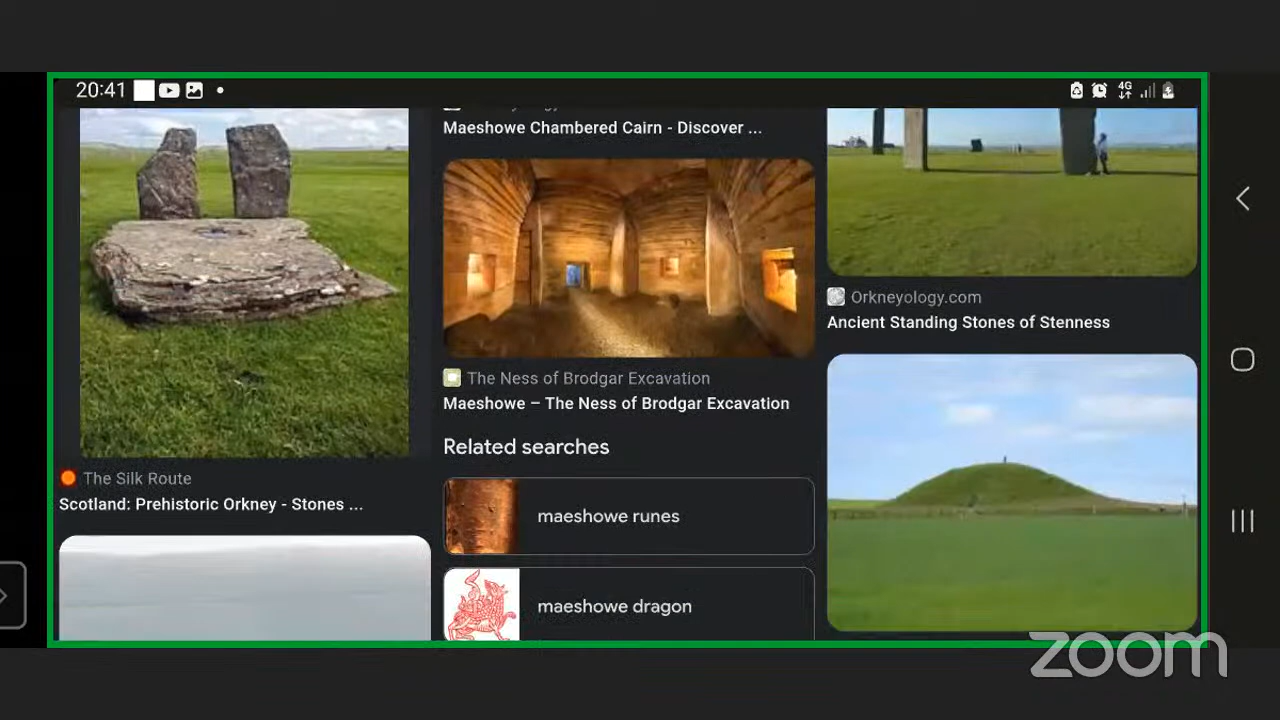 20:41
4G
Maeshowe Chambered Cairn - Discover ...
The Ness of Brodgar Excavation
Maeshowe – The Ness of Brodgar Excavation
Related searches
maeshowe runes
maeshowe dragon
Orkneyology.com
Ancient Standing Stones of Stenness
The Silk Route
Scotland: Prehistoric Orkney - Stones ...
zoom